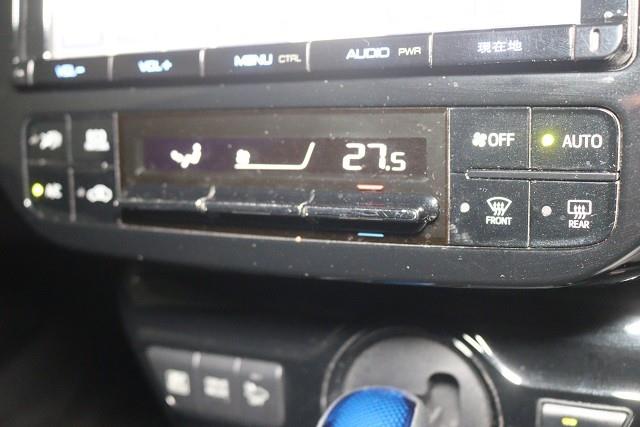 VOL- VOL+ MENU CTRL AUDIO PWR 現在地
27.5 OFF AUTO
A/C FRONT REAR